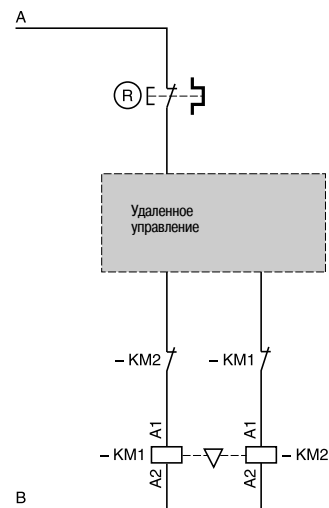 A
R
Удаленное
управление
– KM2
– KM1
A1
A1
– KM1
– KM2
A2
A2
B